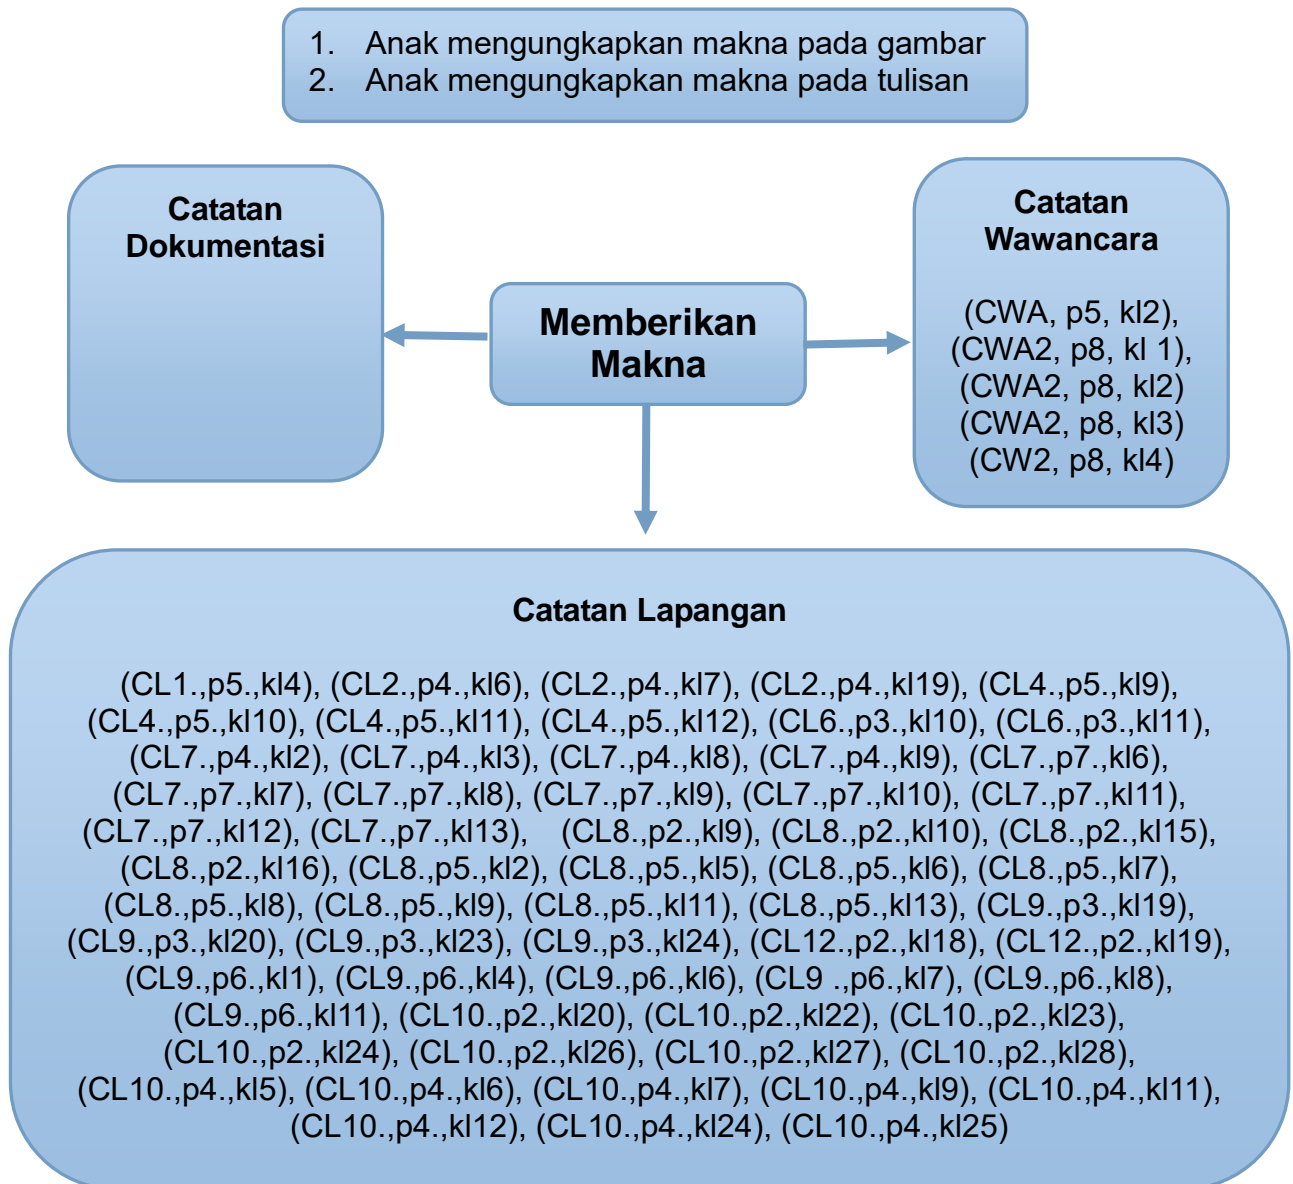 1. Anak mengungkapkan makna pada gambar
2. Anak mengungkapkan makna pada tulisan
Catatan
Dokumentasi
Memberikan
Makna
Catatan
Wawancara
(CWA, p5, kl2),
(CWA2, p8, kl 1),
(CWA2, p8, kl2)
(CWA2, p8, kl3)
(CW2, p8, kl4)
Catatan Lapangan
(CL1.,p5.,kl4), (CL2.,p4.,kl6), (CL2.,p4.,kl7), (CL2.,p4.,kl19), (CL4.,p5.,kl9),
(CL4.,p5.,kl10), (CL4.,p5.,kl11), (CL4.,p5.,kl12), (CL6.,p3.,kl10), (CL6.,p3.,kl11),
(CL7.,p4.,kl2), (CL7.,p4.,kl3), (CL7.,p4.,kl8), (CL7.,p4.,kl9), (CL7.,p7.,kl6),
(CL7.,p7.,kl7), (CL7.,p7.,kl8), (CL7.,p7.,kl9), (CL7.,p7.,kl10), (CL7.,p7.,kl11),
(CL7.,p7.,kl12), (CL7.,p7.,kl13), (CL8.,p2.,kl9), (CL8.,p2.,kl10), (CL8.,p2.,kl15),
(CL8.,p2.,kl16), (CL8.,p5.,kl2), (CL8.,p5.,kl5), (CL8.,p5.,kl6), (CL8.,p5.,kl7),
(CL8.,p5.,kl8), (CL8.,p5.,kl9), (CL8.,p5.,kl11), (CL8.,p5.,kl13), (CL9.,p3.,kl19),
(CL9.,p3.,kl20), (CL9.,p3.,kl23), (CL9.,p3.,kl24), (CL12.,p2.,kl18), (CL12.,p2.,kl19),
(CL9.,p6.,kl1), (CL9.,p6.,kl4), (CL9.,p6.,kl6), (CL9 .,p6.,kl7), (CL9.,p6.,kl8),
(CL9.,p6.,kl11), (CL10.,p2.,kl20), (CL10.,p2.,kl22), (CL10.,p2.,kl23),
(CL10.,p2.,kl24), (CL10.,p2.,kl26), (CL10.,p2.,kl27), (CL10.,p2.,kl28),
(CL10.,p4.,kl5), (CL10.,p4.,kl6), (CL10.,p4.,kl7), (CL10.,p4.,kl9), (CL10.,p4.,kl11),
(CL10.,p4.,kl12), (CL10.,p4.,kl24), (CL10.,p4.,kl25)